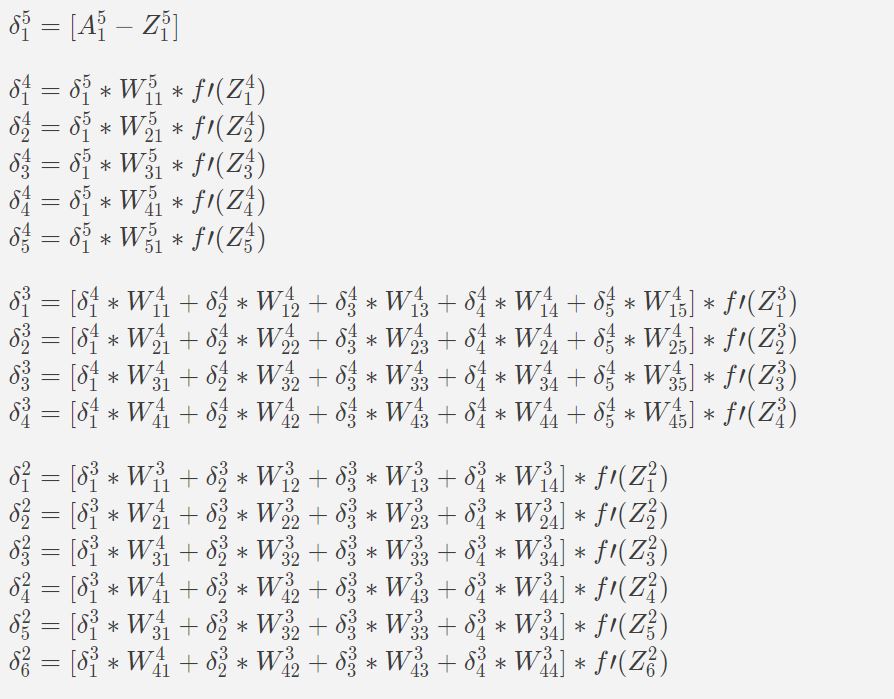 δ₁⁵ = [A₁⁵ − Z₁⁵]
δ₁⁴ = δ₁⁵ * W₁₁⁵ * f′(Z₁⁴)
δ₂⁴ = δ₁⁵ * W₂₁⁵ * f′(Z₂⁴)
δ₃⁴ = δ₁⁵ * W₃₁⁵ * f′(Z₃⁴)
δ₄⁴ = δ₁⁵ * W₄₁⁵ * f′(Z₄⁴)
δ₅⁴ = δ₁⁵ * W₅₁⁵ * f′(Z₅⁴)
δ₁³ = [δ₁⁴ * W₁₁⁴ + δ₂⁴ * W₁₂⁴ + δ₃⁴ * W₁₃⁴ + δ₄⁴ * W₁₄⁴ + δ₅⁴ * W₁₅⁴] * f′(Z₁³)
δ₂³ = [δ₁⁴ * W₂₁⁴ + δ₂⁴ * W₂₂⁴ + δ₃⁴ * W₂₃⁴ + δ₄⁴ * W₂₄⁴ + δ₅⁴ * W₂₅⁴] * f′(Z₂³)
δ₃³ = [δ₁⁴ * W₃₁⁴ + δ₂⁴ * W₃₂⁴ + δ₃⁴ * W₃₃⁴ + δ₄⁴ * W₃₄⁴ + δ₅⁴ * W₃₅⁴] * f′(Z₃³)
δ₄³ = [δ₁⁴ * W₄₁⁴ + δ₂⁴ * W₄₂⁴ + δ₃⁴ * W₄₃⁴ + δ₄⁴ * W₄₄⁴ + δ₅⁴ * W₄₅⁴] * f′(Z₄³)
δ₁² = [δ₁³ * W₁₁³ + δ₂³ * W₁₂³ + δ₃³ * W₁₃³ + δ₄³ * W₁₄³] * f′(Z₁²)
δ₂² = [δ₁³ * W₂₁⁴ + δ₂³ * W₂₂³ + δ₃³ * W₂₃³ + δ₄³ * W₂₄³] * f′(Z₂²)
δ₃² = [δ₁³ * W₃₁⁴ + δ₂³ * W₃₂³ + δ₃³ * W₃₃³ + δ₄³ * W₃₄³] * f′(Z₃²)
δ₄² = [δ₁³ * W₄₁⁴ + δ₂³ * W₄₂³ + δ₃³ * W₄₃³ + δ₄³ * W₄₄³] * f′(Z₄²)
δ₅² = [δ₁³ * W₃₁⁴ + δ₂³ * W₃₂³ + δ₃³ * W₃₃³ + δ₄³ * W₃₄³] * f′(Z₅²)
δ₆² = [δ₁³ * W₄₁⁴ + δ₂³ * W₄₂³ + δ₃³ * W₄₃³ + δ₄³ * W₄₄³] * f′(Z₆²)